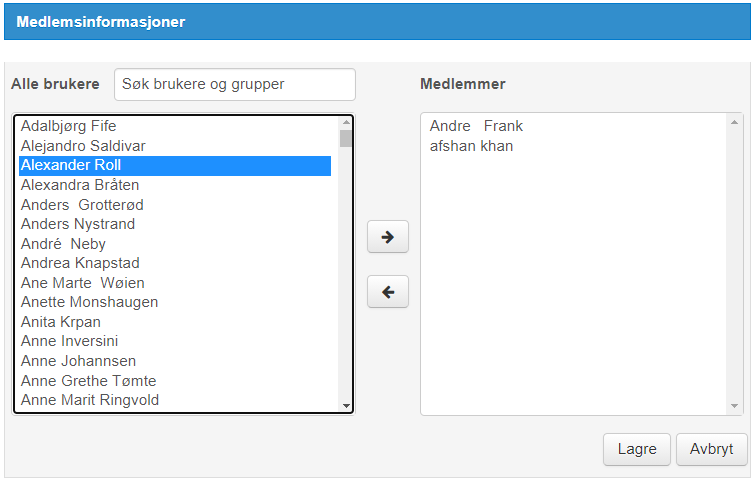 Medlemsinformasjoner
Alle brukere
Søk brukere og grupper
Medlemmer
Adalbjørg Fife
Alejandro Saldivar
Alexander Roll
Alexandra Bråten
Anders  Grotterød
Anders Nystrand
André  Neby
Andrea Knapstad
Ane Marte  Wøien
Anette Monshaugen
Anita Krpan
Anne Inversini
Anne Johannsen
Anne Grethe Tømte
Anne Marit Ringvold
Andre   Frank
afshan khan
Lagre
Avbryt